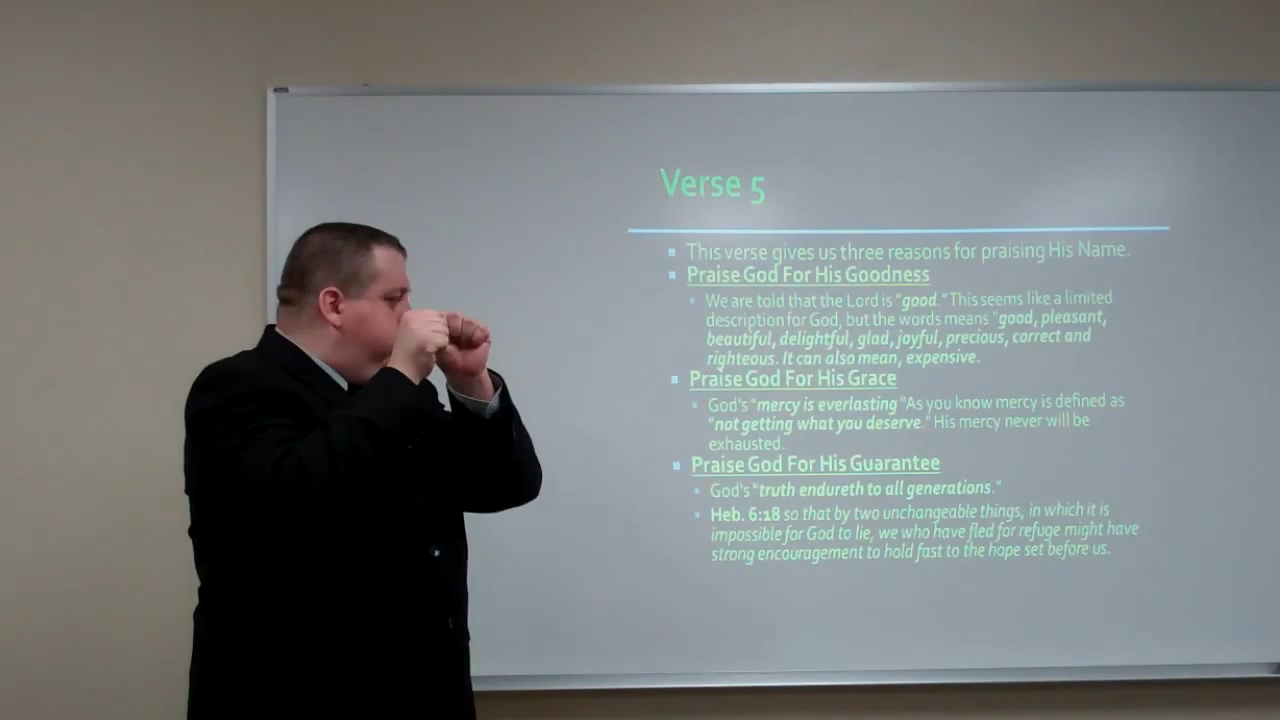 Verse 5
This verse gives us three reasons for praising His Name.
Praise God For His Goodness
We are told that the Lord is "good." This seems like a limited
description for God, but the words means "good, pleasant,
beautiful, delightful, glad, joyful, precious, correct and
righteous. It can also mean, expensive.
Praise God For His Grace
God's "mercy is everlasting "As you know mercy is defined as
"not getting what you deserve." His mercy never will be
exhausted.
Praise God For His Guarantee
God's "truth endureth to all generations."
Heb. 6:18 so that by two unchangeable things, in which it is
impossible for God to lie, we who have fled for refuge might have
strong encouragement to hold fast to the hope set before us.